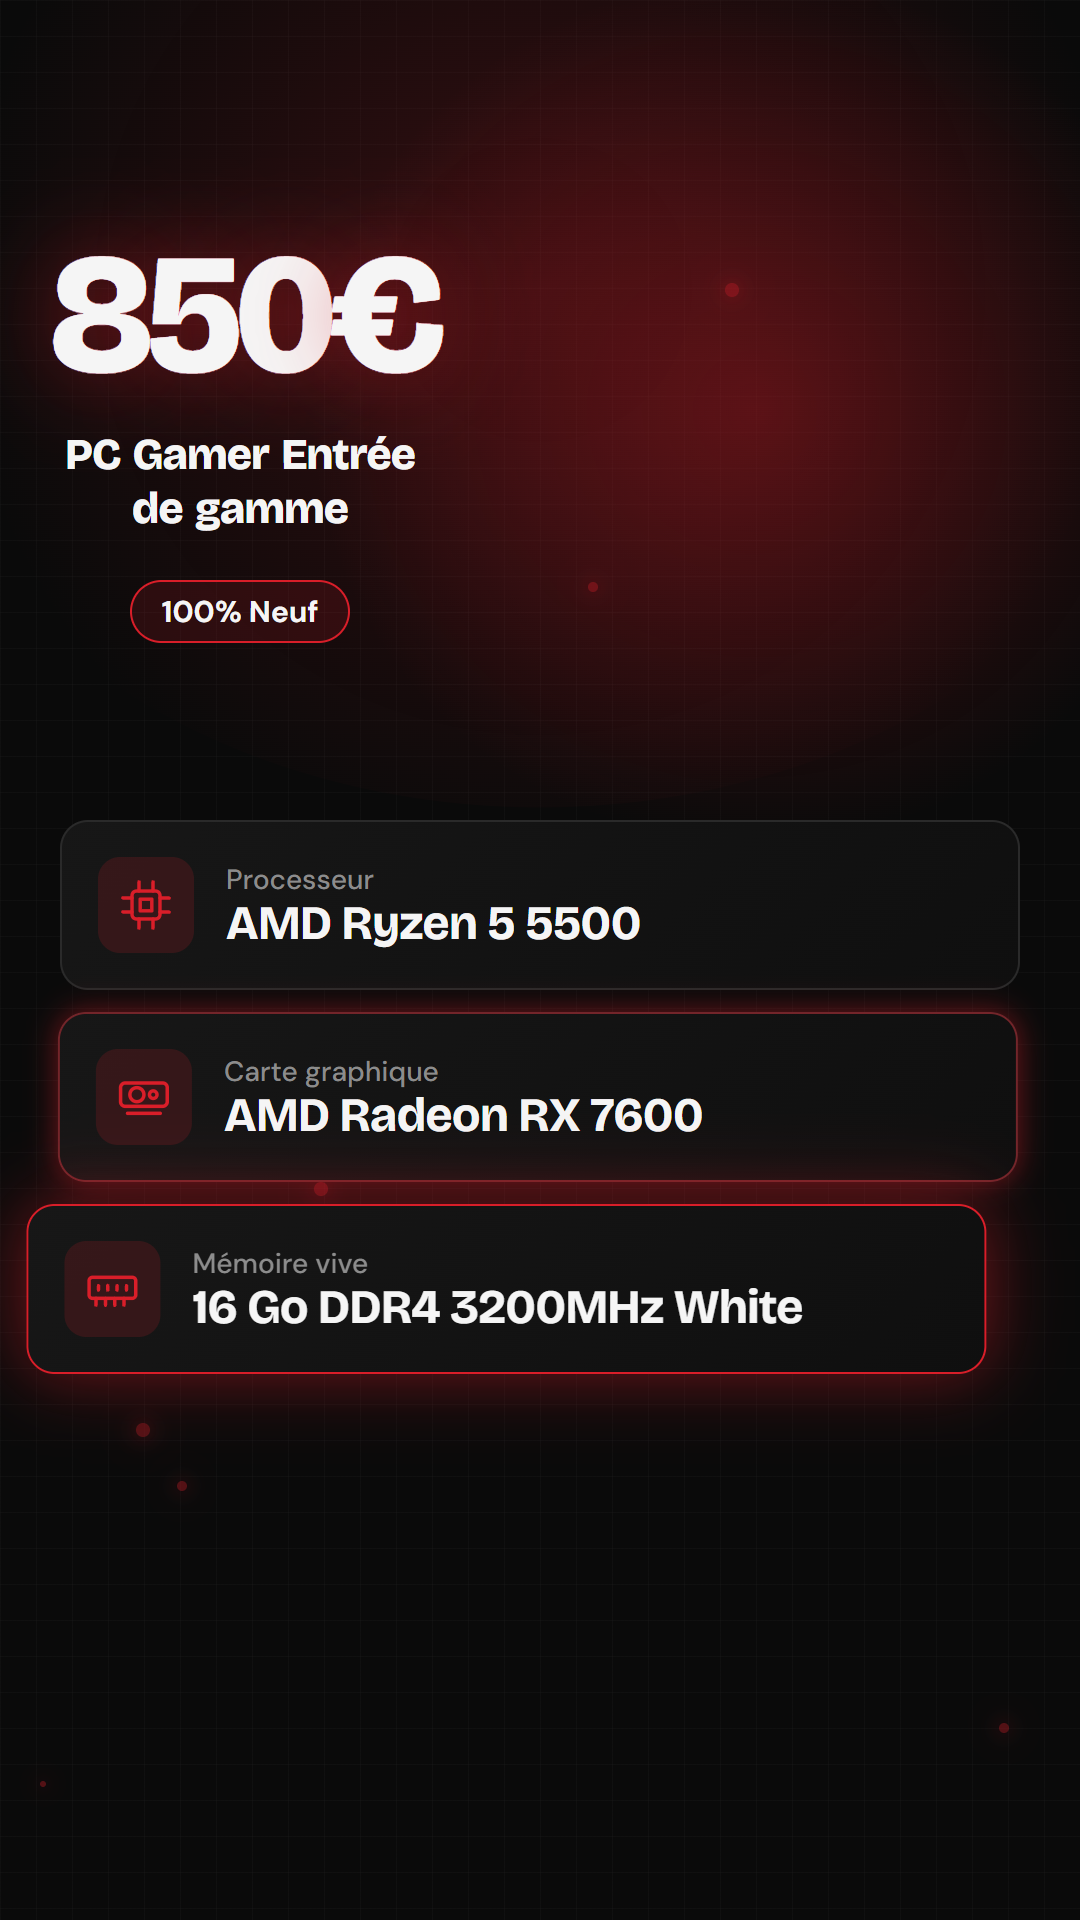 850€
PC Gamer Entrée
de gamme
100% Neuf
Processeur
AMD Ryzen 5 5500
Carte graphique
AMD Radeon RX 7600
Mémoire vive
16 Go DDR4 3200MHz White